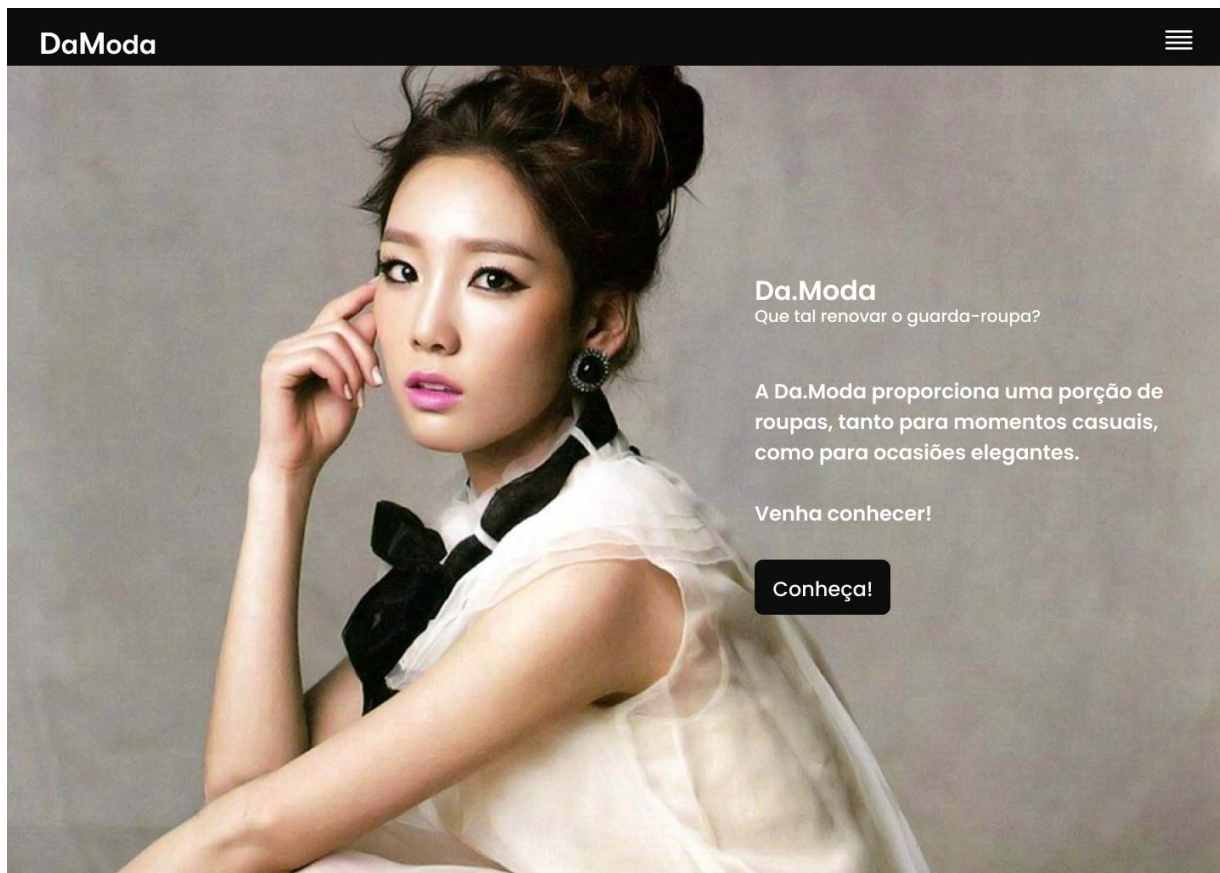 DaModa
Da.Moda
Que tal renovar o guarda-roupa?
A Da.Moda proporciona uma porção de
roupas, tanto para momentos casuais,
como para ocasiões elegantes.
Venha conhecer!
Conheça!